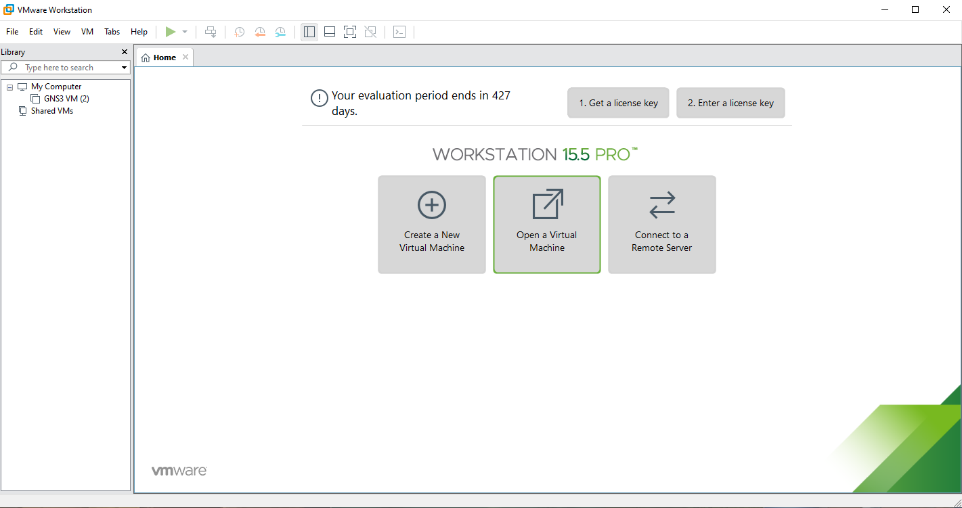 VMware Workstation
File Edit View VM Tabs Help
Library
Type here to search
My Computer
GNS3 VM (2)
Shared VMs
Home
Your evaluation period ends in 427
days.
1. Get a license key
2. Enter a license key
WORKSTATION 15.5 PRO™
Create a New
Virtual Machine
Open a Virtual
Machine
Connect to a
Remote Server
vmware